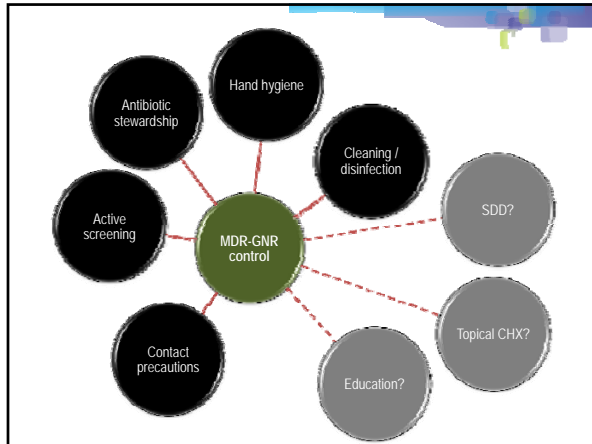 Hand hygiene
Antibiotic
stewardship
Cleaning /
disinfection
Active
screening
SDD?
MDR-GNR
control
Topical CHX?
Contact
precautions
Education?